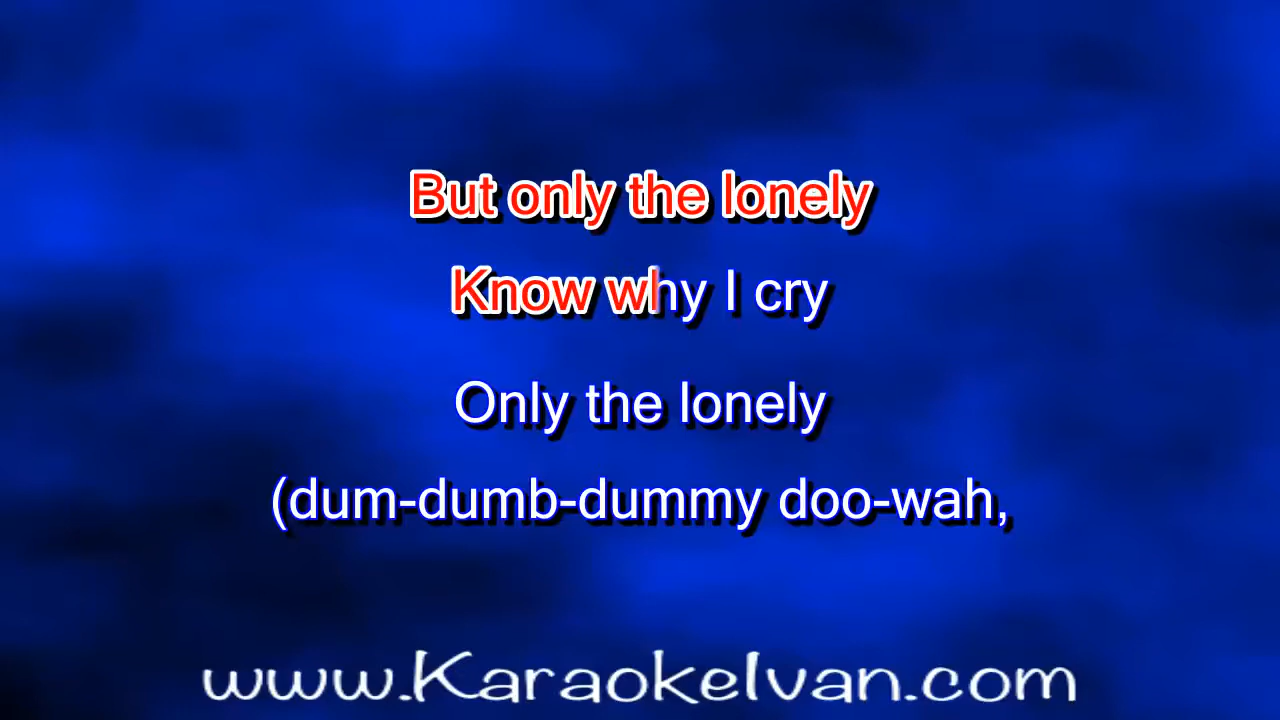 But only the lonely
Know why I cry
Only the lonely
(dum-dumb-dummy doo-wah,
www.KaraokeIvan.com